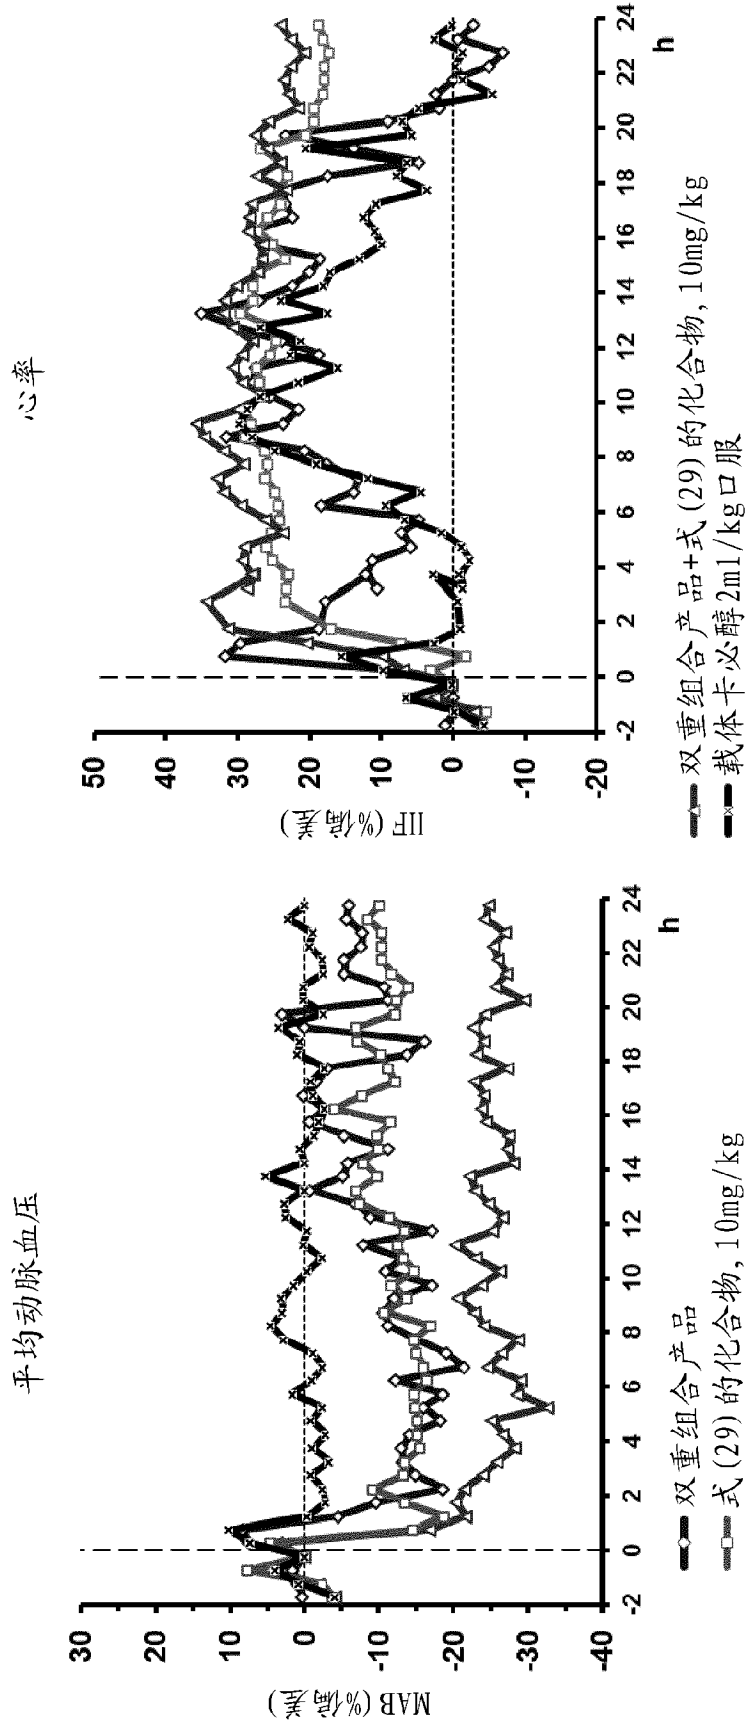 平均动脉血压
MAB(%偏差)
30
20
10
0
-10
-20
-30
-40
-2 0 2 4 6 8 10 12 14 16 18 20 22 24
h
双重组合产品
式(29)的化合物, 10mg/kg
心率
IIF(%偏差)
50
40
30
20
10
0
-10
-20
-2 0 2 4 6 8 10 12 14 16 18 20 22 24
h
双重组合产品+式(29)的化合物, 10mg/kg
载体卡必醇2ml/kg口服